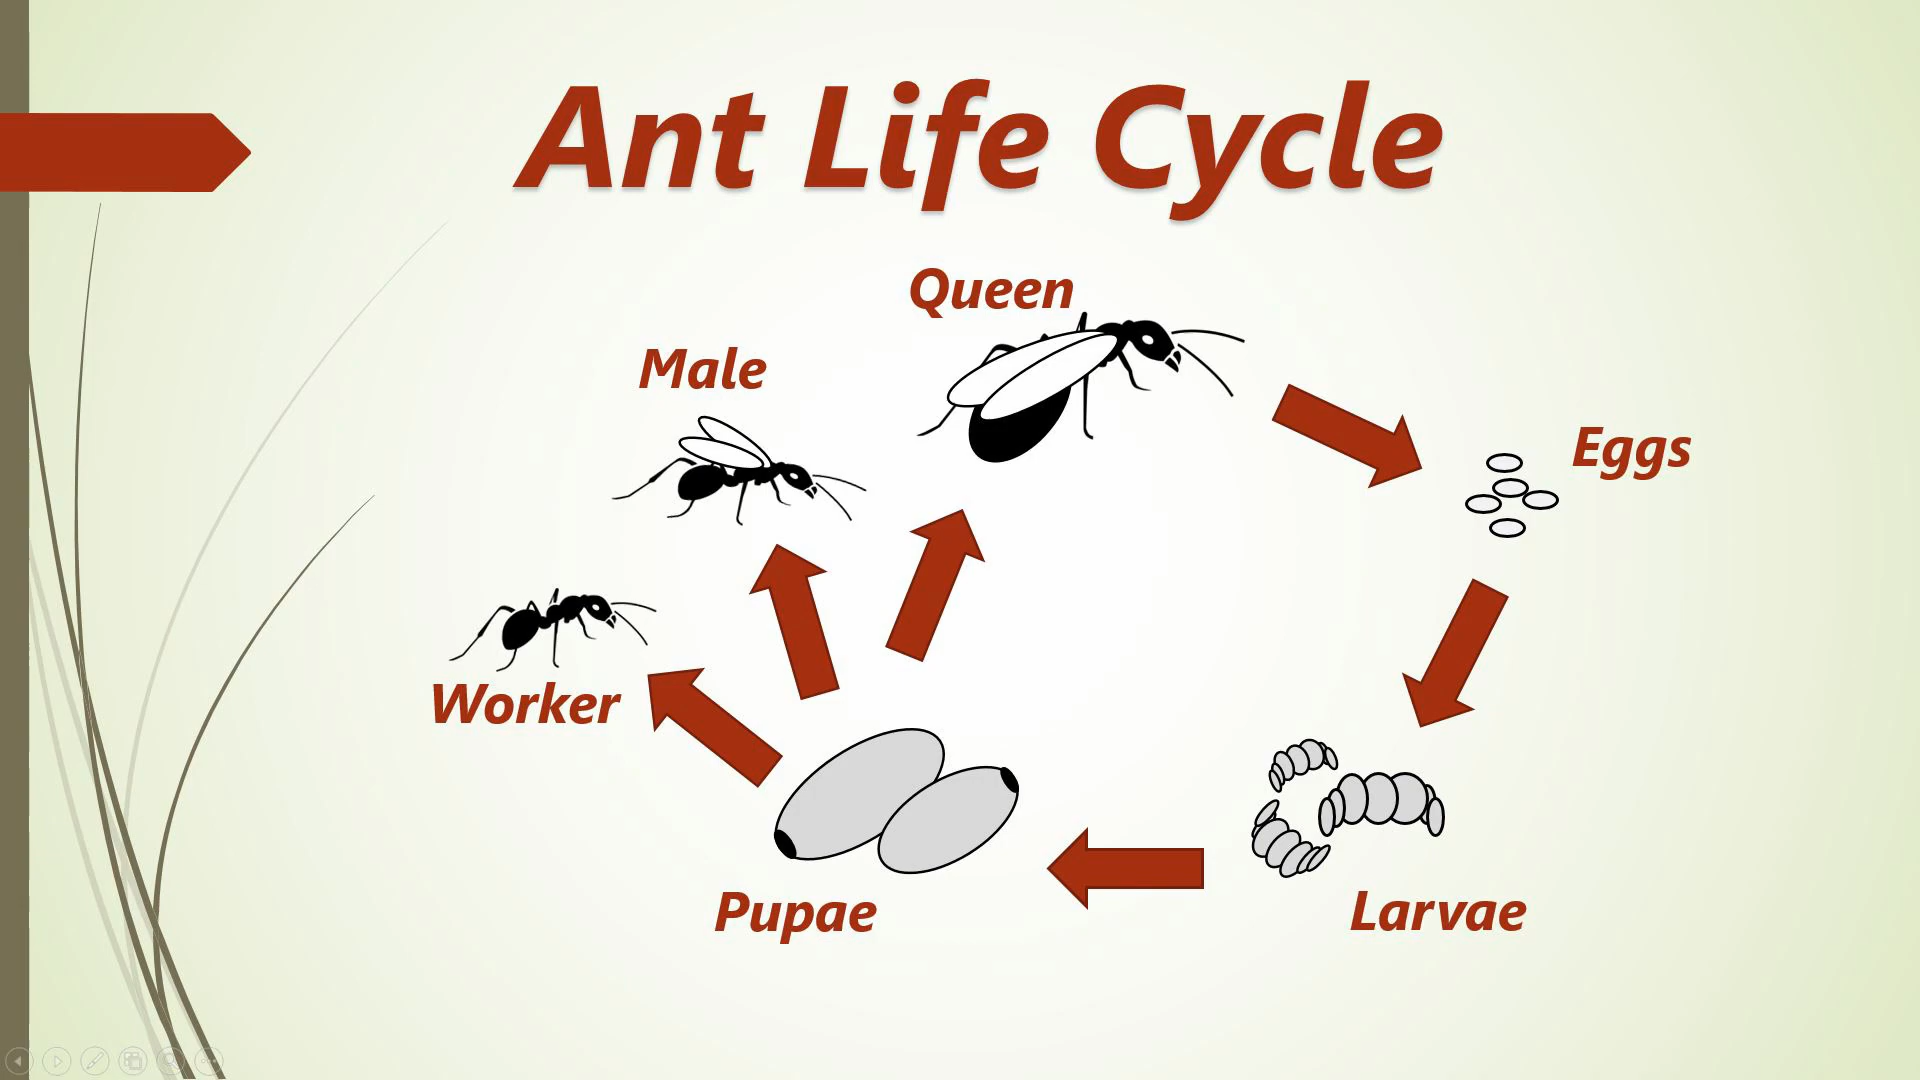 Ant Life Cycle
Queen
Male
Eggs
Worker
Pupae
Larvae